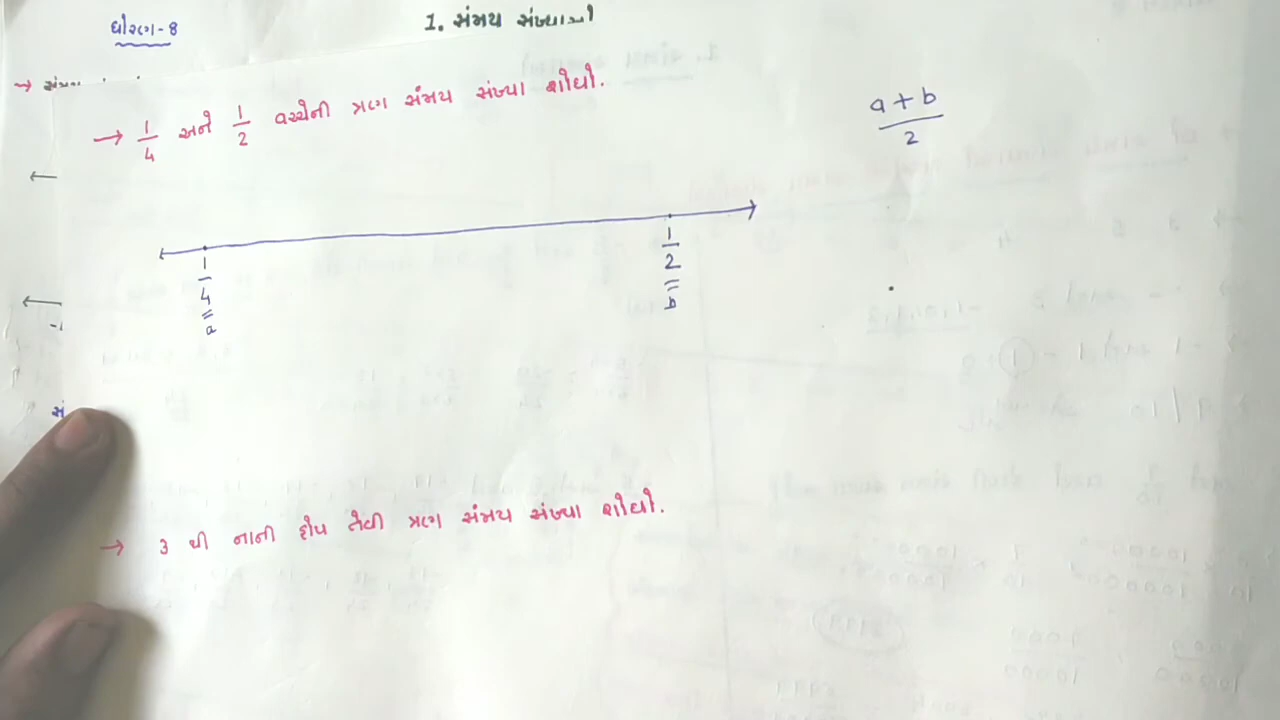 ધોરણ-8
1. સંમેય સંખ્યાઓ
→ 1/4 અને 1/2 વચ્ચેની ત્રણ સંમેય સંખ્યા શોધો.
a+b/2
1/4 = a
1/2 = b
→ 3 થી નાની હોય તેવી ત્રણ સંમેય સંખ્યા શોધો.